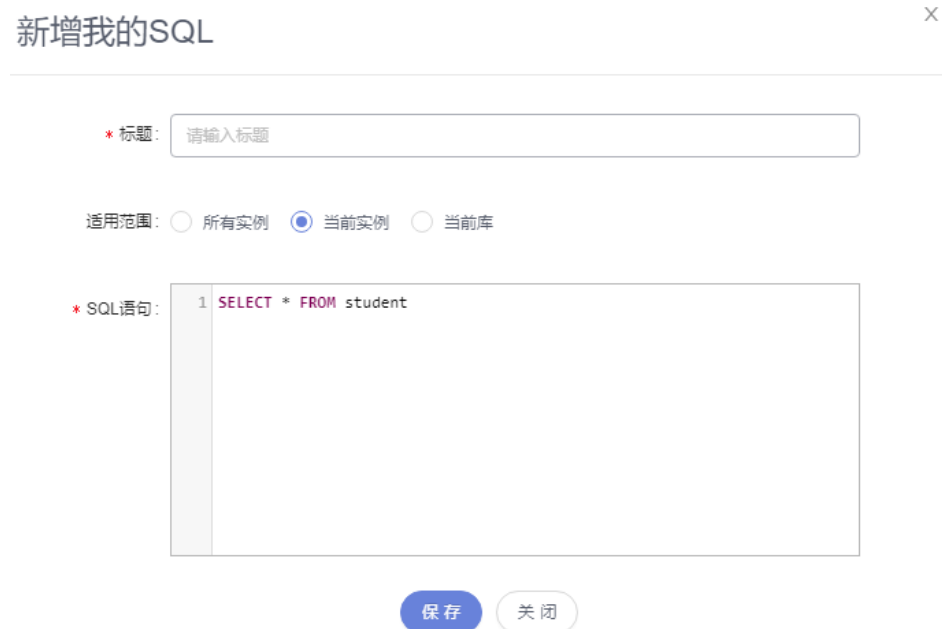 新增我的SQL
X
* 标题:
请输入标题
适用范围: 所有实例 当前实例 当前库
* SQL语句:
1 SELECT * FROM student
保存 关闭